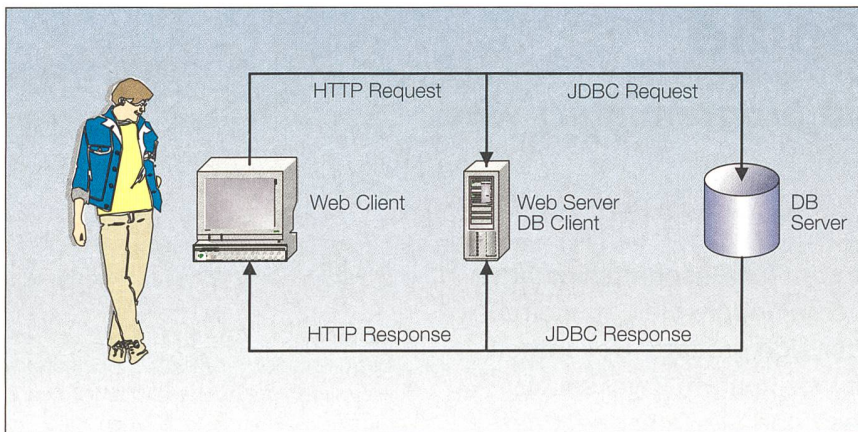 HTTP Request
JDBC Request
Web Client
Web Server
DB Client
DB
Server
HTTP Response
JDBC Response